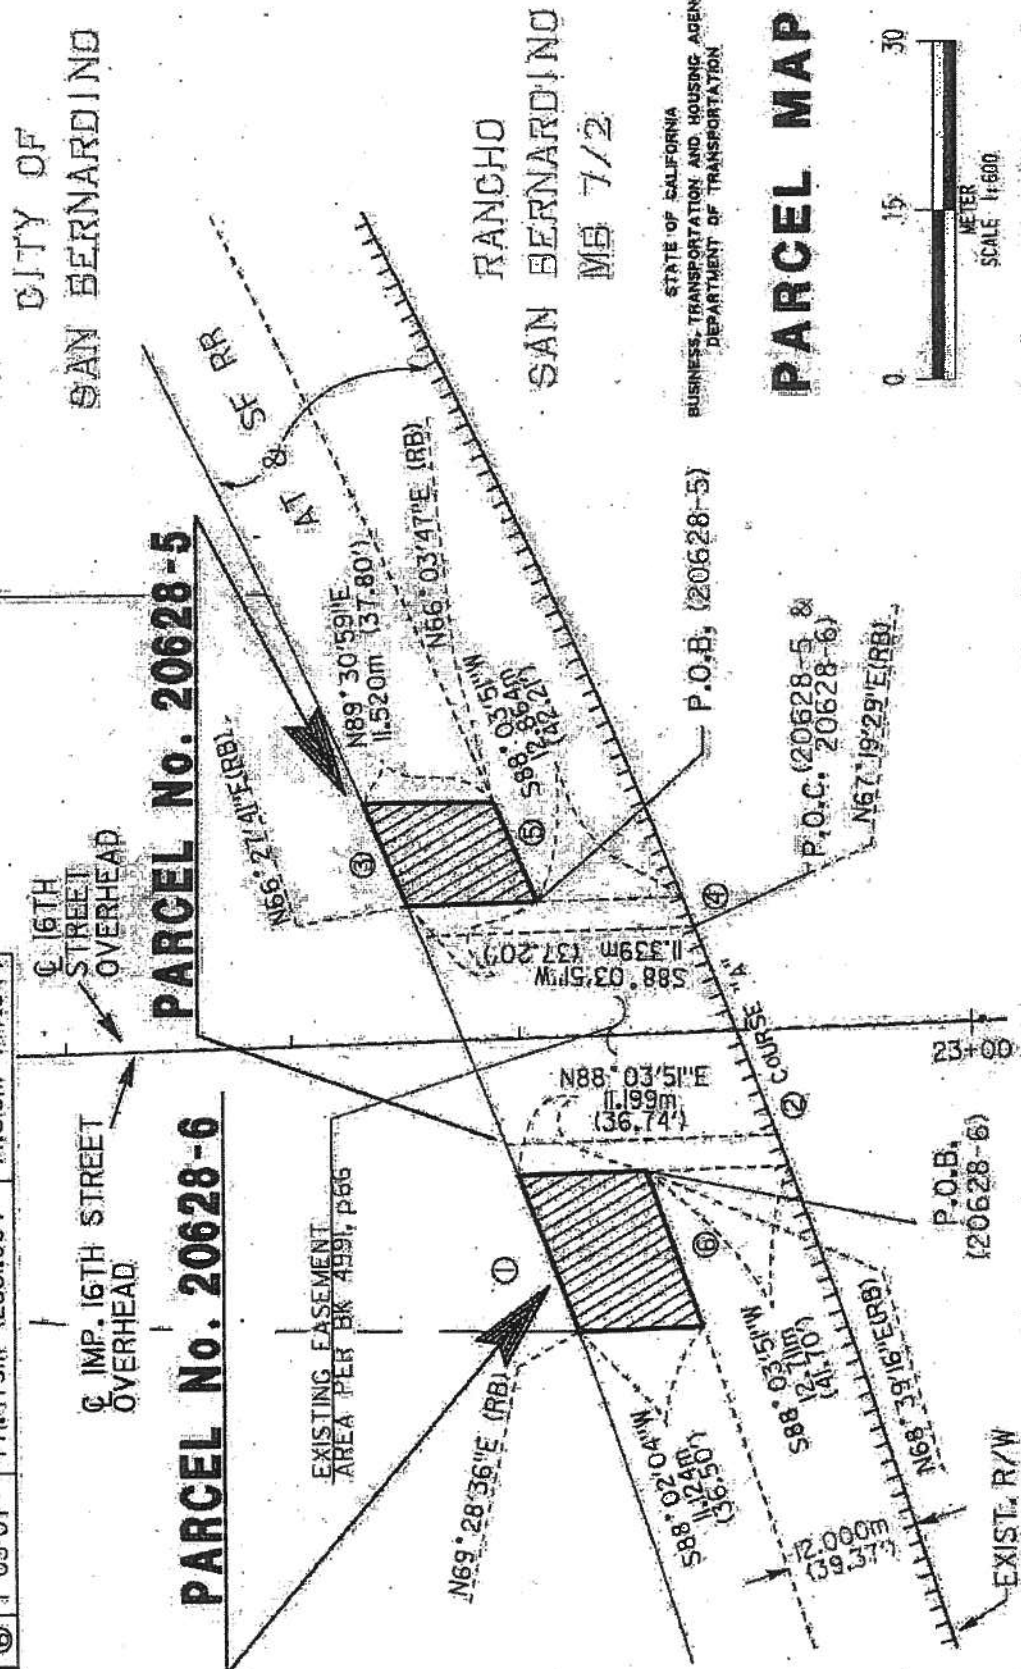 CITY OF
SAN BERNARDINO
℄ 16TH
STREET
OVERHEAD
℄ IMP. 16TH STREET
OVERHEAD
PARCEL No. 20628-5
PARCEL No. 20628-6
AT & SF RR
N66°27'41"E(RB)
N89°30'59"E
11.520m (37.80')
N66°03'47"E (RB)
③
⑤
S88°03'51"W
12.864m
(42.21')
RANCHO
SAN BERNARDINO
MB 7/2
EXISTING EASEMENT
AREA PER BK 4991, p66
S88°03'51"W
11.339m (37.20')
④
P.O.B. (20628-5)
P.O.C. (20628-5 &
P.O.C. 20628-6)
N67°19'29"E(RB)
N88°03'51"E
11.199m
(36.74')
①
⑥
② COURSE "A"
23+00
N69°28'36"E (RB)
S88°02'04"W
11.124m
(36.50')
S88°03'51"W
12.711m
(41.70')
N68°39'16"E(RB)
P.O.B.
(20628-6)
12.000m
(39.37')
EXIST. R/W
STATE OF CALIFORNIA
BUSINESS, TRANSPORTATION AND HOUSING
DEPARTMENT OF TRANSPORTATION
PARCEL MAP
0 15 30
METER
SCALE 1:600